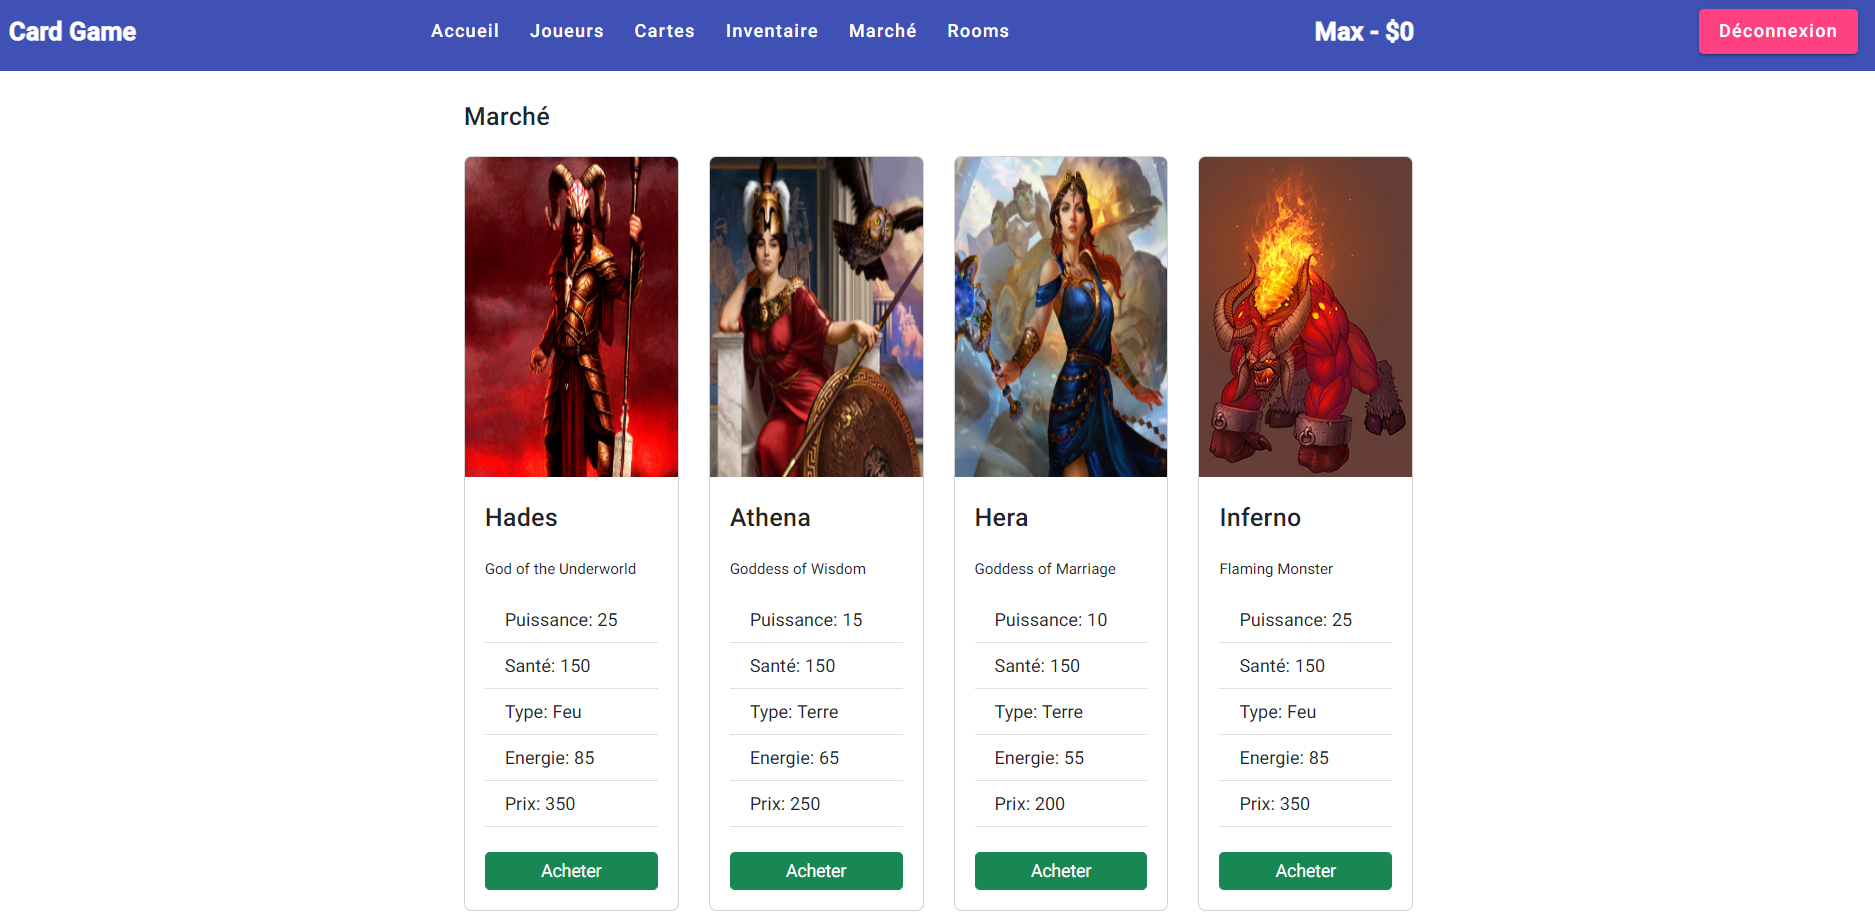 Card Game
Accueil Joueurs Cartes Inventaire Marché Rooms
Max - $0
Déconnexion
Marché
Hades
God of the Underworld
Puissance: 25
Santé: 150
Type: Feu
Energie: 85
Prix: 350
Acheter
Athena
Goddess of Wisdom
Puissance: 15
Santé: 150
Type: Terre
Energie: 65
Prix: 250
Acheter
Hera
Goddess of Marriage
Puissance: 10
Santé: 150
Type: Terre
Energie: 55
Prix: 200
Acheter
Inferno
Flaming Monster
Puissance: 25
Santé: 150
Type: Feu
Energie: 85
Prix: 350
Acheter